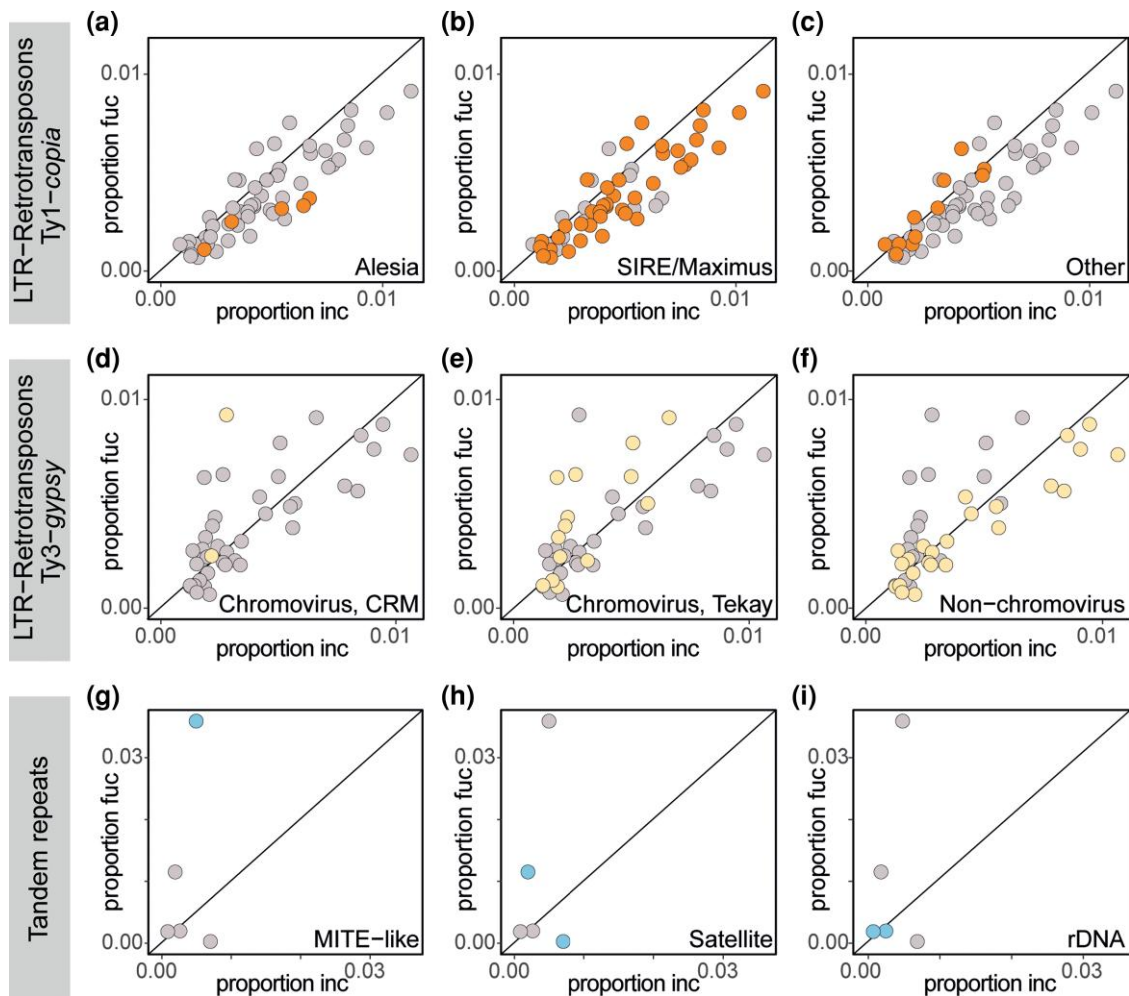 LTR−Retrotransposons
Ty1−copia
(a)
0.01
proportion fuc
0.00
Alesia
0.00
0.01
proportion inc
(b)
proportion fuc
SIRE/Maximus
0.00
0.01
proportion inc
(c)
0.01
proportion fuc
0.00
Other
0.00
0.01
proportion inc
LTR−Retrotransposons
Ty3−gypsy
(d)
0.01
proportion fuc
0.00
Chromovirus, CRM
0.00
0.01
proportion inc
(e)
0.01
proportion fuc
0.00
Chromovirus, Tekay
0.00
0.01
proportion inc
(f)
0.01
proportion fuc
0.00
Non−chromovirus
0.00
0.01
proportion inc
Tandem repeats
(g)
0.03
proportion fuc
0.00
MITE−like
0.00
0.03
proportion inc
(h)
0.03
proportion fuc
0.00
Satellite
0.00
0.03
proportion inc
(i)
0.03
proportion fuc
0.00
rDNA
0.00
0.03
proportion inc